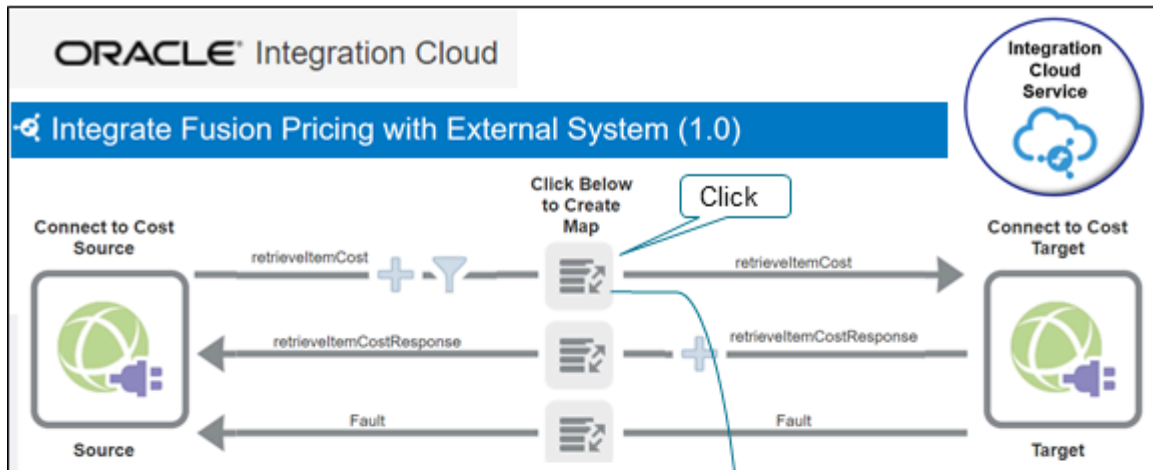 ORACLE Integration Cloud
Integration
Cloud
Service
Integrate Fusion Pricing with External System (1.0)
Click Below
to Create
Map
Click
Connect to Cost
Source
Connect to Cost
Target
retrieveItemCost
retrieveItemCost
retrieveItemCostResponse
retrieveItemCostResponse
Fault
Fault
Source
Target